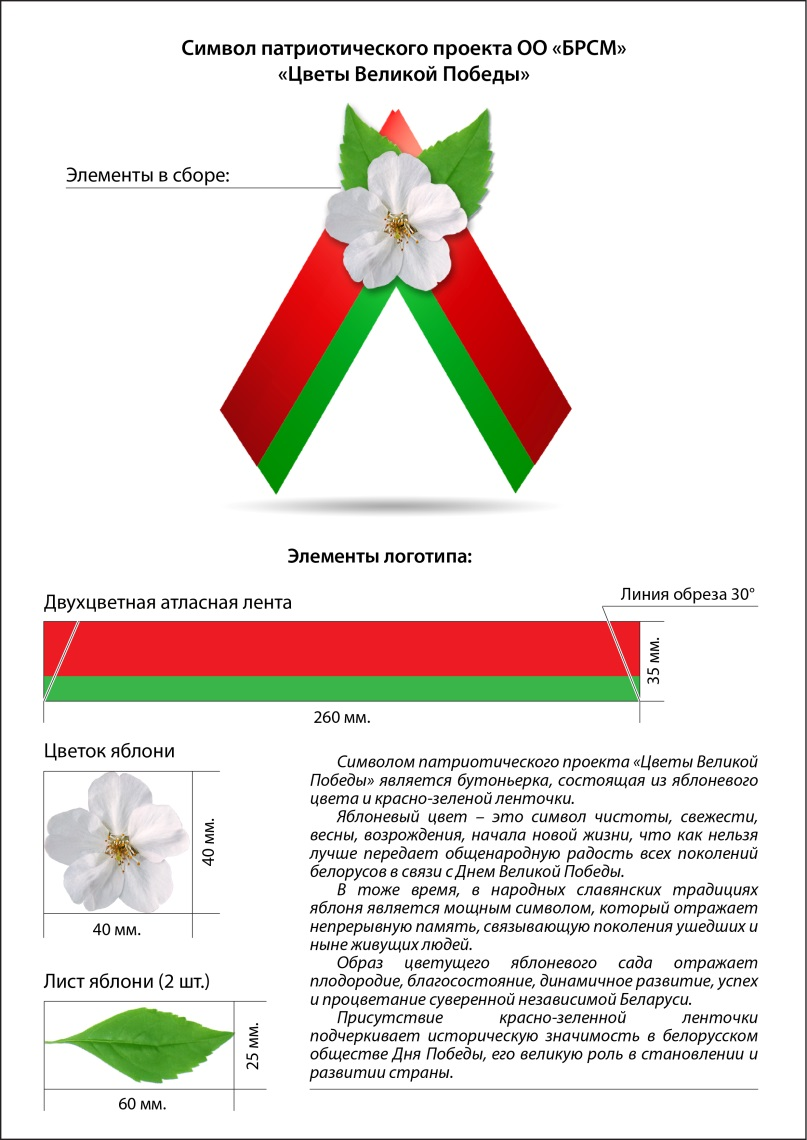 Символ патриотического проекта ОО «БРСМ»
«Цветы Великой Победы»
Элементы в сборе:
Элементы логотипа:
Двухцветная атласная лента
Линия обреза 30°
35 мм.
260 мм.
Цветок яблони
40 мм.
40 мм.
Лист яблони (2 шт.)
25 мм.
60 мм.
Символом патриотического проекта «Цветы Великой
Победы» является бутоньерка, состоящая из яблоневого
цвета и красно-зеленой ленточки.
Яблоневый цвет – это символ чистоты, свежести,
весны, возрождения, начала новой жизни, что как нельзя
лучше передает общенародную радость всех поколений
белорусов в связи с Днем Великой Победы.
В тоже время, в народных славянских традициях
яблоня является мощным символом, который отражает
непрерывную память, связывающую поколения ушедших и
ныне живущих людей.
Образ цветущего яблоневого сада отражает
плодородие, благосостояние, динамичное развитие, успех
и процветание суверенной независимой Беларуси.
Присутствие красно-зеленной ленточки
подчеркивает историческую значимость в белорусском
обществе Дня Победы, его великую роль в становлении и
развитии страны.